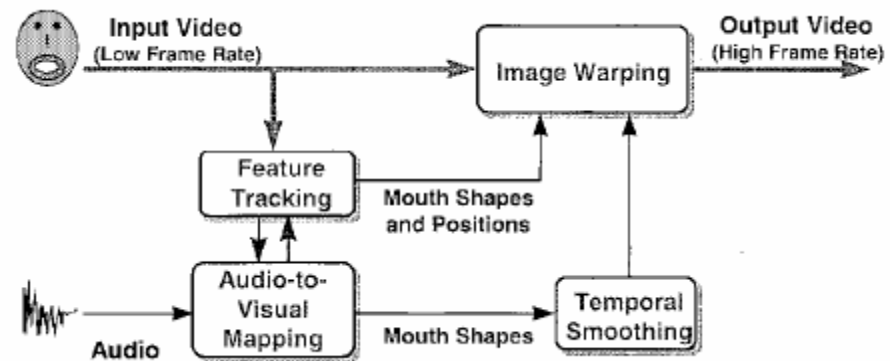 Input Video
(Low Frame Rate)
Output Video
(High Frame Rate)
Image Warping
Feature
Tracking
Mouth Shapes
and Positions
Audio-to-
Visual
Mapping
Audio
Mouth Shapes
Temporal
Smoothing